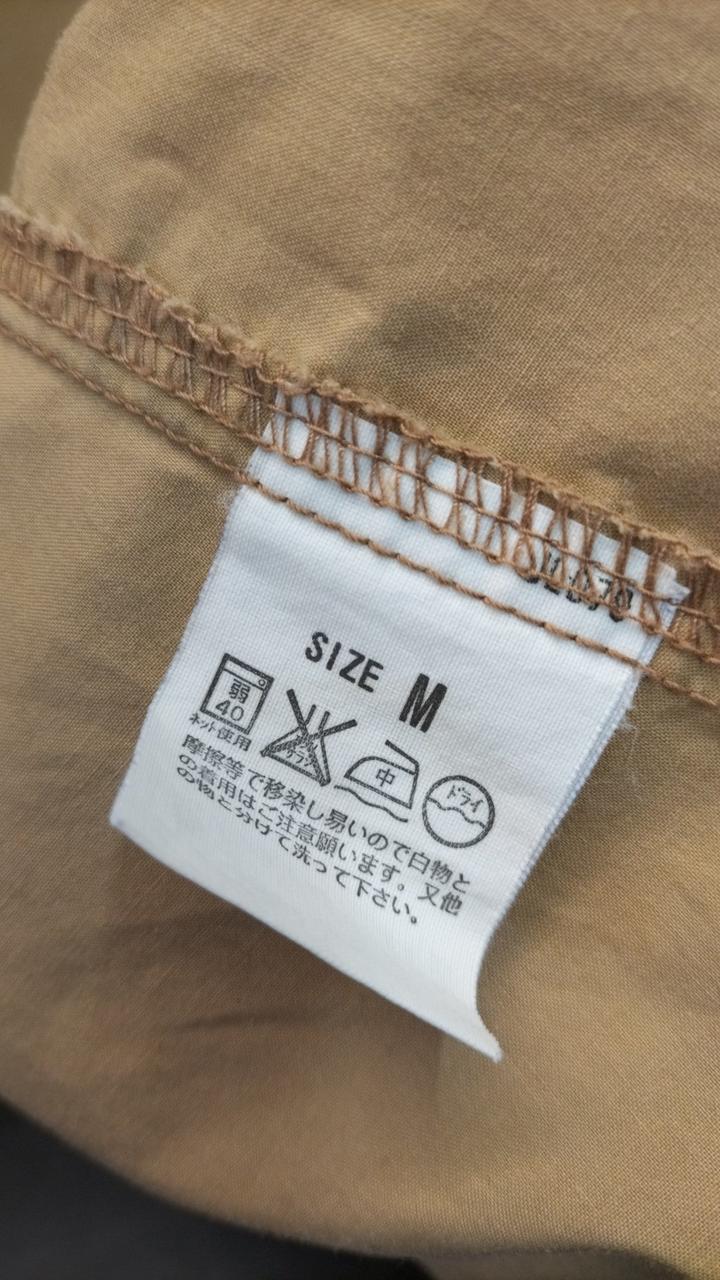 SIZE M
弱
40
ネット使用
中
ドライ
摩擦等で移染し易いので白物と
の着用はご注意願います。又他
の物と分けて洗って下さい。